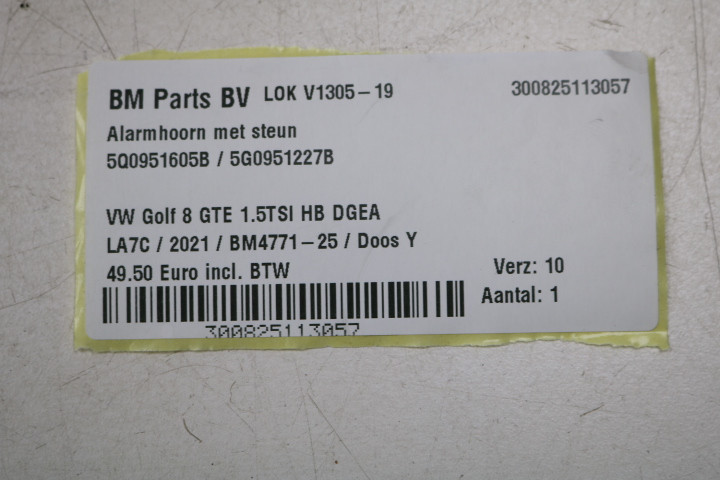 BM Parts BV LOK V1305-19 300825113057
Alarmhoorn met steun
5Q0951605B / 5G0951227B
VW Golf 8 GTE 1.5TSI HB DGEA
LA7C / 2021 / BM4771-25 / Doos Y
49.50 Euro incl. BTW Verz: 10
Aantal: 1
300825113057